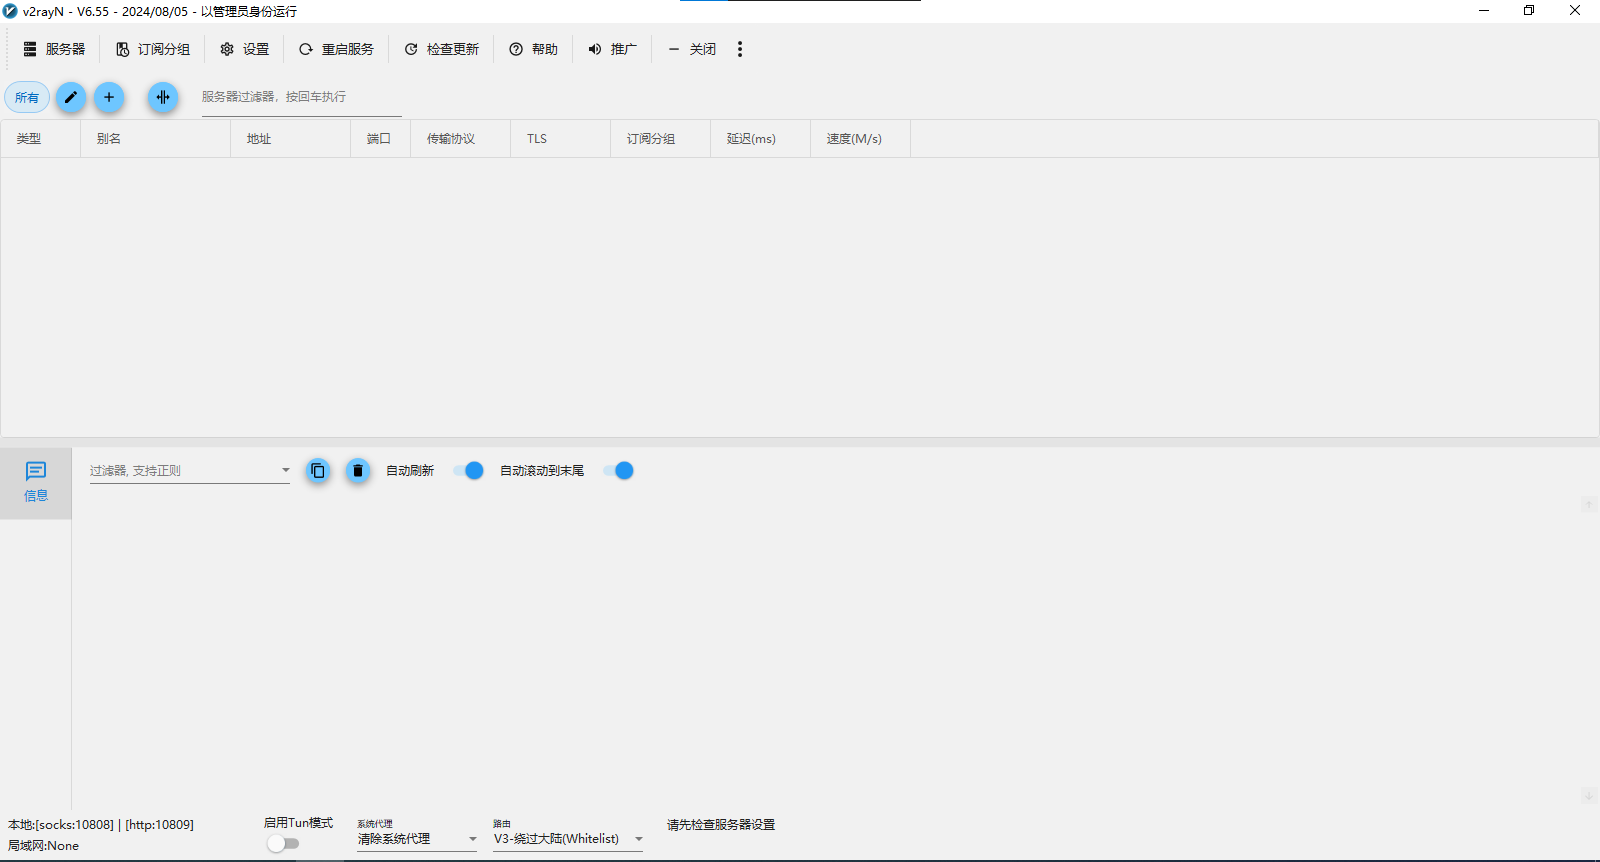 v2rayN - V6.55 - 2024/08/05 - 以管理员身份运行
服务器 订阅分组 设置 重启服务 检查更新 帮助 推广 关闭
所有 服务器过滤器，按回车执行
类型 别名 地址 端口 传输协议 TLS 订阅分组 延迟(ms) 速度(M/s)
过滤器, 支持正则 自动刷新 自动滚动到末尾
信息
本地:[socks:10808] | [http:10809]
局域网:None
启用Tun模式
系统代理
清除系统代理
路由
V3-绕过大陆(Whitelist)
请先检查服务器设置